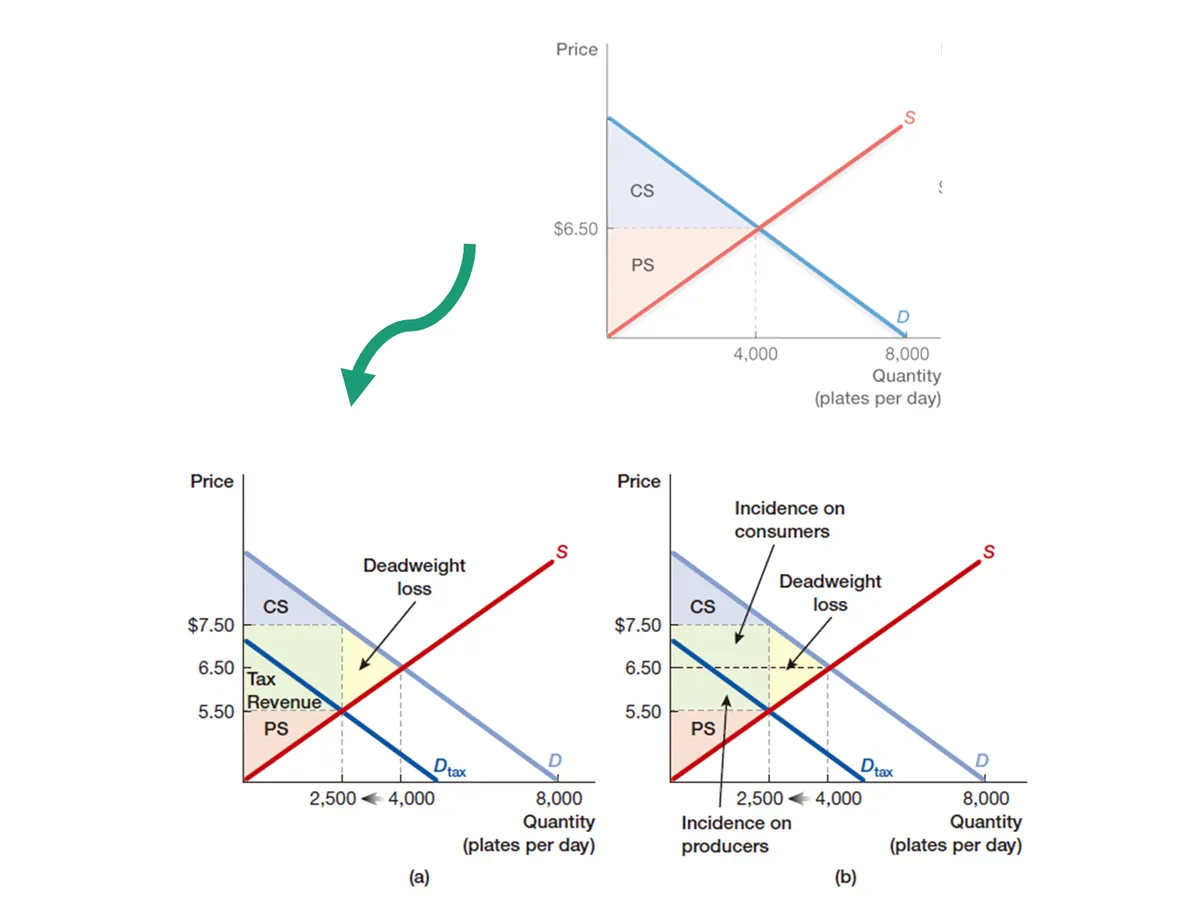 Price
S
CS
$6.50
PS
D
4,000
8,000
Quantity
(plates per day)
Price
S
Deadweight
loss
CS
$7.50
6.50
Tax
Revenue
5.50
PS
Dtax
D
2,500
4,000
8,000
Quantity
(plates per day)
(a)
Price
Incidence on
consumers
S
Deadweight
loss
CS
$7.50
6.50
5.50
PS
Dtax
D
2,500
4,000
8,000
Incidence on
producers
Quantity
(plates per day)
(b)